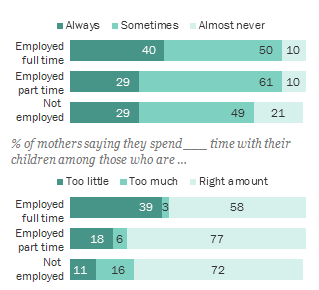 Always Sometimes Almost never
Employed full time 40 50 10
Employed part time 29 61 10
Not employed 29 49 21
% of mothers saying they spend____ time with their
children among those who are ...
Too little Too much Right amount
Employed full time 39 3 58
Employed part time 18 6 77
Not employed 11 16 72